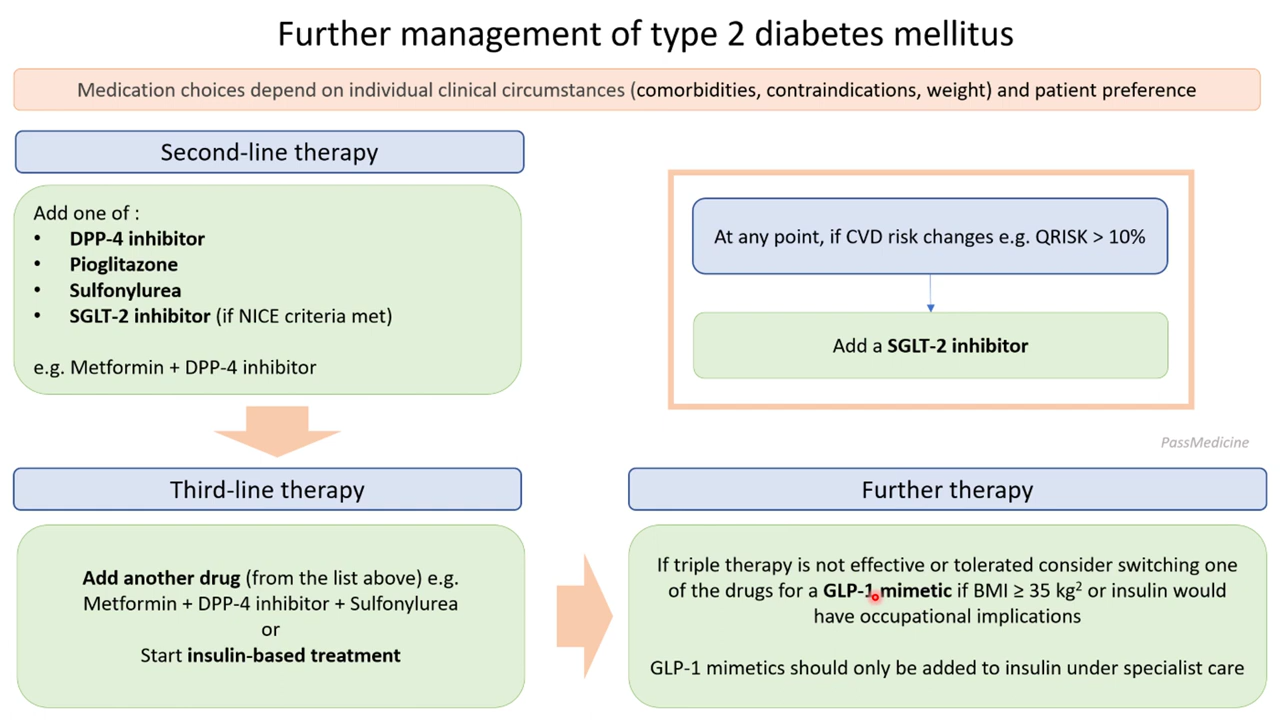 Further management of type 2 diabetes mellitus
Medication choices depend on individual clinical circumstances (comorbidities, contraindications, weight) and patient preference
Second-line therapy
Add one of :
• DPP-4 inhibitor
• Pioglitazone
• Sulfonylurea
• SGLT-2 inhibitor (if NICE criteria met)
e.g. Metformin + DPP-4 inhibitor
At any point, if CVD risk changes e.g. QRISK > 10%
Add a SGLT-2 inhibitor
PassMedicine
Third-line therapy
Add another drug (from the list above) e.g.
Metformin + DPP-4 inhibitor + Sulfonylurea
or
Start insulin-based treatment
Further therapy
If triple therapy is not effective or tolerated consider switching one
of the drugs for a GLP-1 mimetic if BMI ≥ 35 kg² or insulin would
have occupational implications
GLP-1 mimetics should only be added to insulin under specialist care